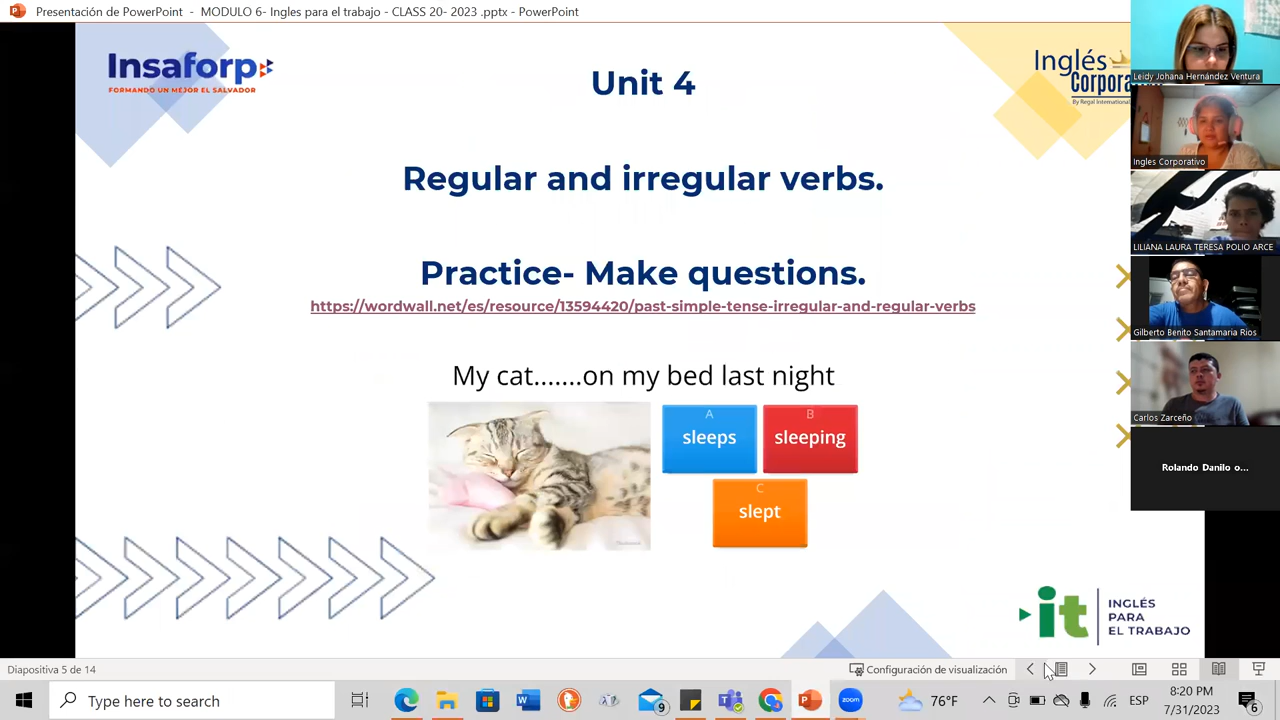 Presentación de PowerPoint - MODULO 6- Ingles para el trabajo - CLASS 20- 2023 .pptx - PowerPoint
Insaforp
FORMANDO UN MEJOR EL SALVADOR
Unit 4
Inglés
Corpora
By Regal International
Regular and irregular verbs.
Practice- Make questions.
https://wordwall.net/es/resource/13594420/past-simple-tense-irregular-and-regular-verbs
My cat.......on my bed last night
A
sleeps
B
sleeping
C
slept
it
INGLÉS
PARA
EL TRABAJO
Leidy Johana Hernández Ventura
Ingles Corporativo
LILIANA LAURA TERESA POLIO ARCE
Gilberto Benito Santamaria Rios
Carlos Zarceño
Rolando Danilo o...
Diapositiva 5 de 14
Configuración de visualización
Type here to search
9
zoom
76°F
ESP
8:20 PM
7/31/2023
6